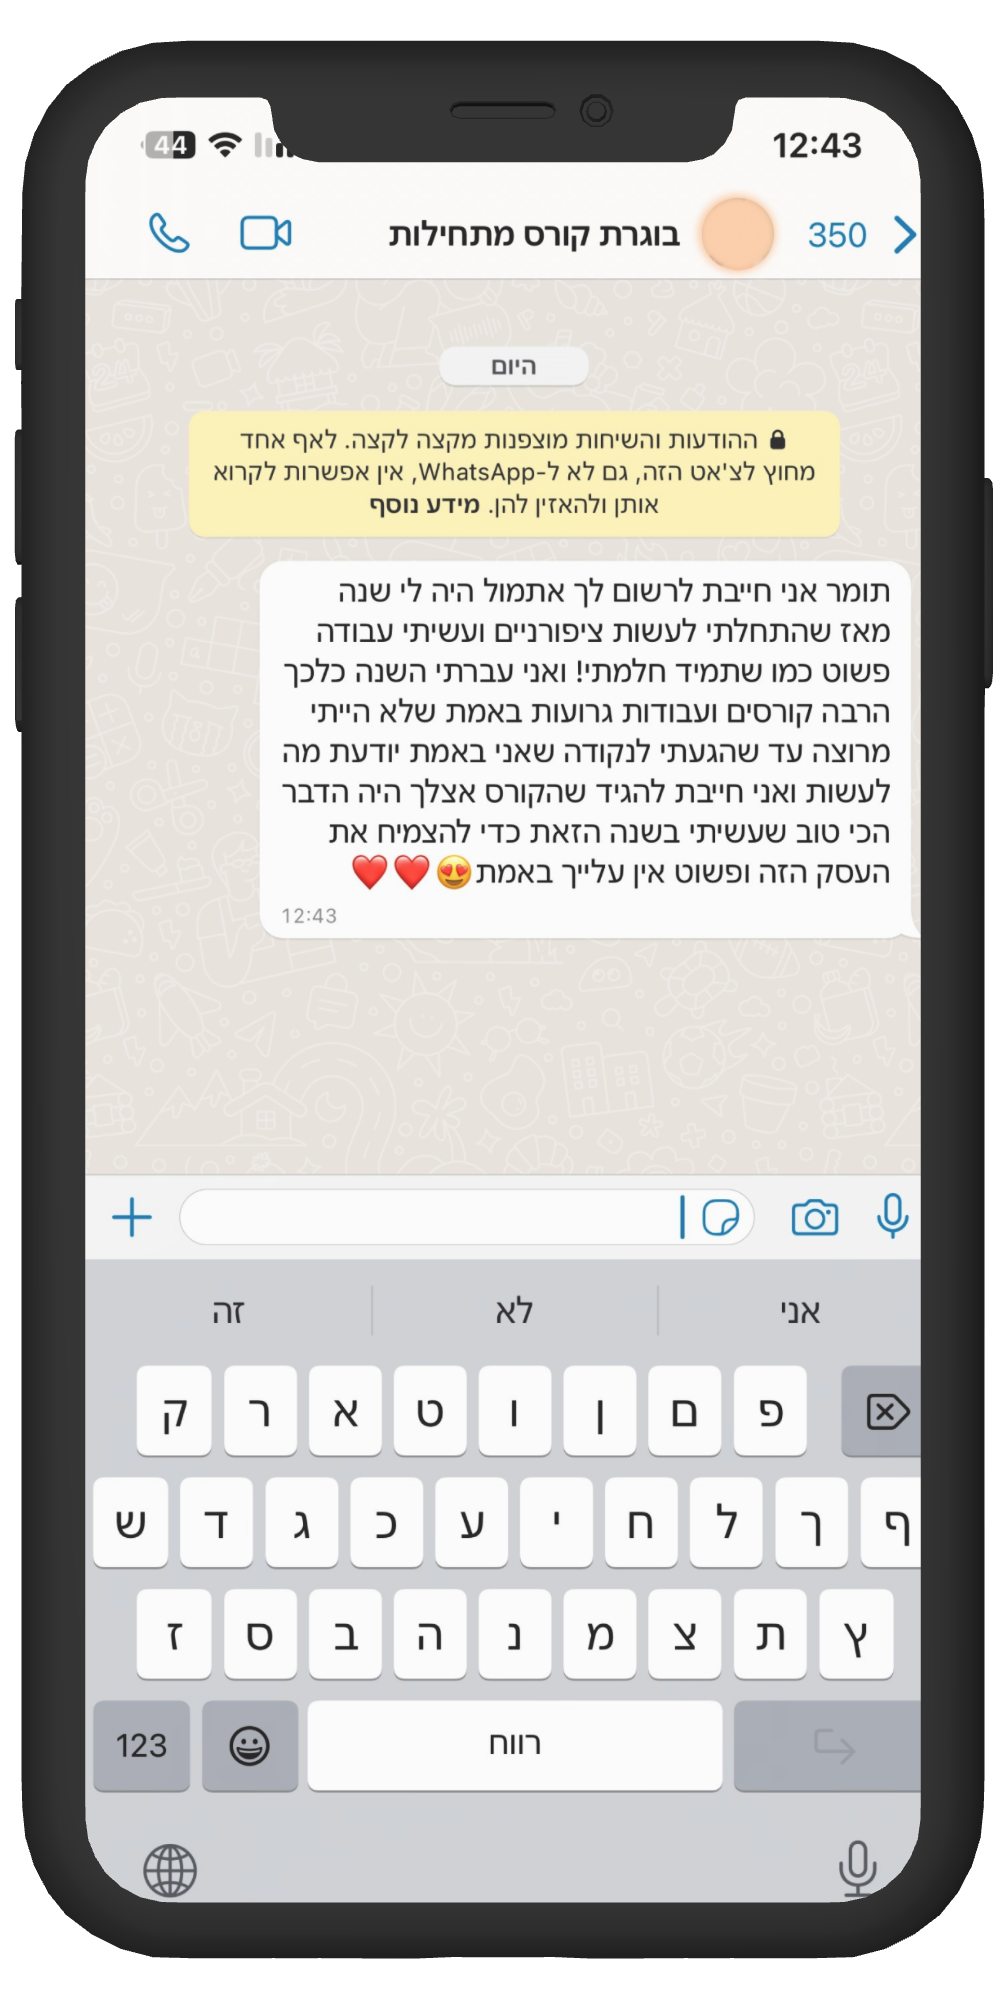 44
12:43
350
בוגרת קורס מתחילות
היום
ההודעות והשיחות מוצפנות מקצה לקצה. לאף אחד
מחוץ לצ'אט הזה, גם לא ל-WhatsApp, אין אפשרות לקרוא
אותן ולהאזין להן. מידע נוסף
תומר אני חייבת לרשום לך אתמול היה לי שנה
מאז שהתחלתי לעשות ציפורניים ועשיתי עבודה
פשוט כמו שתמיד חלמתי! ואני עברתי השנה כלכך
הרבה קורסים ועבודות גרועות באמת שלא הייתי
מרוצה עד שהגעתי לנקודה שאני באמת יודעת מה
לעשות ואני חייבת להגיד שהקורס אצלך היה הדבר
הכי טוב שעשיתי בשנה הזאת כדי להצמיח את
העסק הזה ופשוט אין עלייך באמת😍❤️❤️
12:43
אני לא זה
פ ם ן ו ט א ר ק
ף ך ל ח י ע כ ג ד ש
ץ ת צ מ נ ה ב ס ז
רווח 123